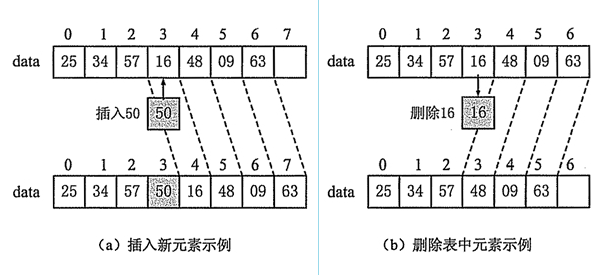 0 1 2 3 4 5 6 7
data 25 34 57 16 48 09 63
插入50 50
0 1 2 3 4 5 6 7
data 25 34 57 50 16 48 09 63
(a) 插入新元素示例
0 1 2 3 4 5 6
data 25 34 57 16 48 09 63
删除16 16
0 1 2 3 4 5 6
data 25 34 57 48 09 63
(b) 删除表中元素示例